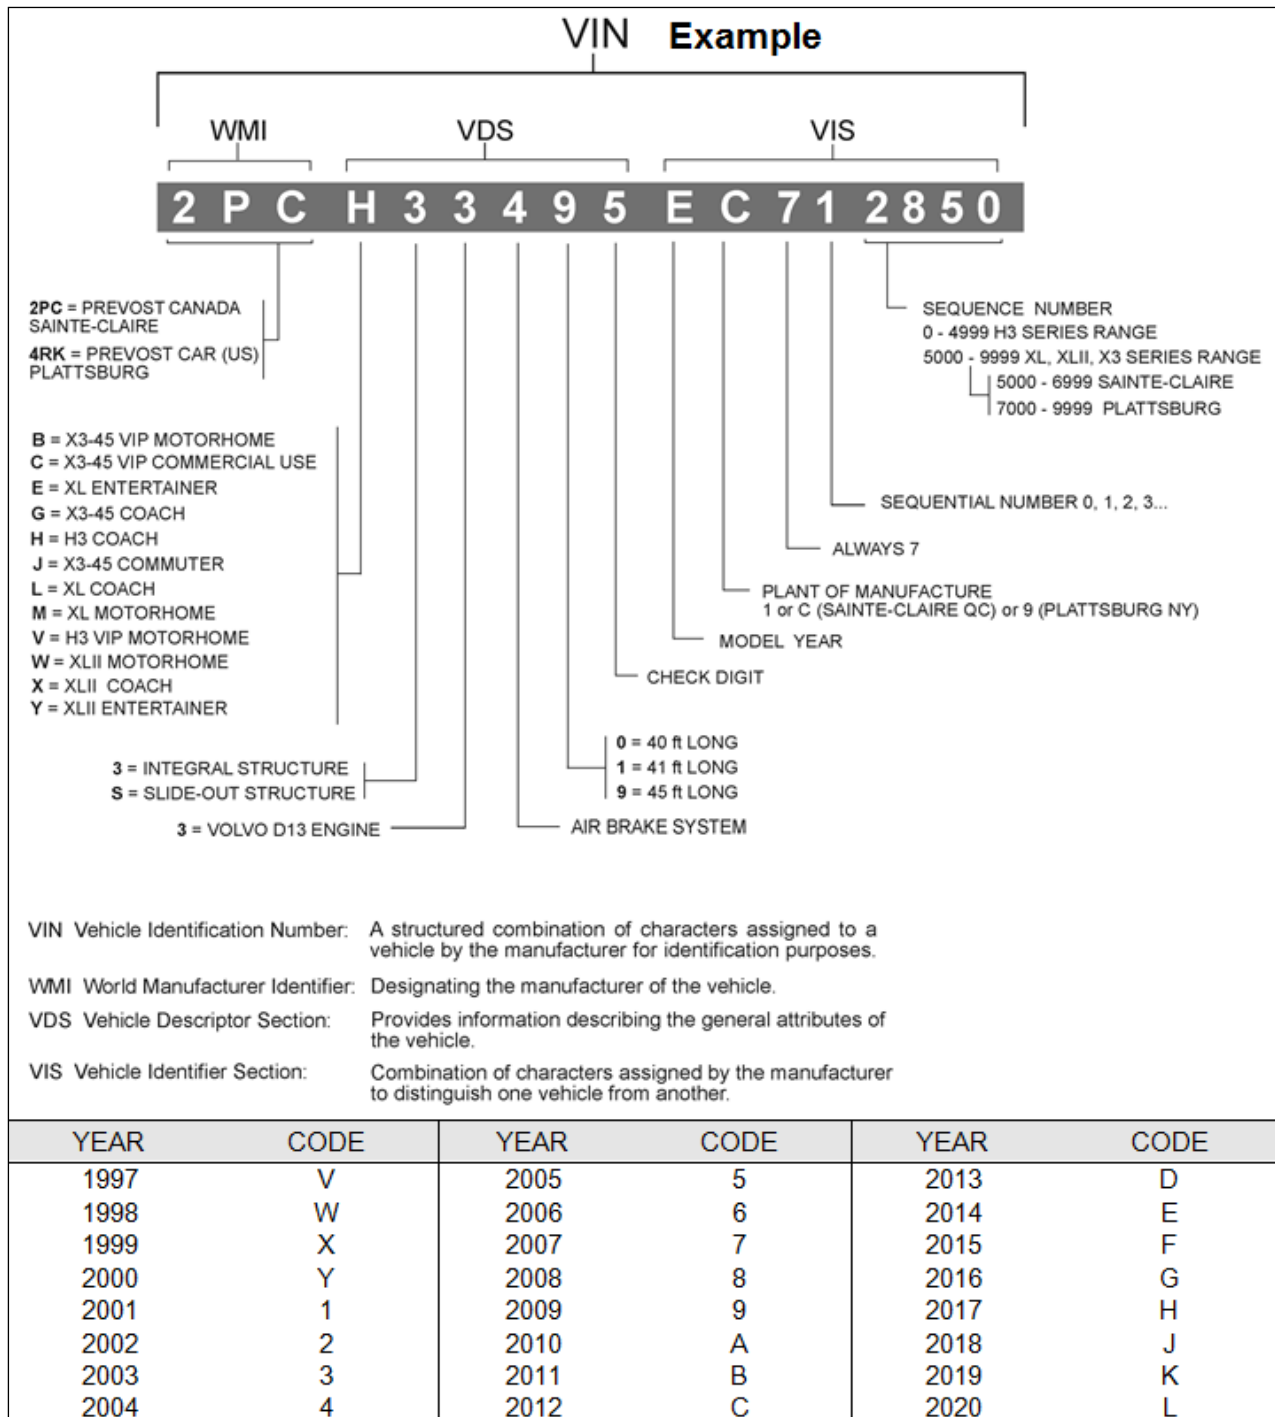 VIN Example
WMI VDS VIS
2 P C H 3 3 4 9 5 E C 7 1 2 8 5 0
2PC = PREVOST CANADA
SAINTE-CLAIRE
4RK = PREVOST CAR (US)
PLATTSBURG
SEQUENCE NUMBER
0 - 4999 H3 SERIES RANGE
5000 - 9999 XL, XLII, X3 SERIES RANGE
5000 - 6999 SAINTE-CLAIRE
7000 - 9999 PLATTSBURG
B = X3-45 VIP MOTORHOME
C = X3-45 VIP COMMERCIAL USE
E = XL ENTERTAINER
G = X3-45 COACH
H = H3 COACH
J = X3-45 COMMUTER
L = XL COACH
M = XL MOTORHOME
V = H3 VIP MOTORHOME
W = XLII MOTORHOME
X = XLII COACH
Y = XLII ENTERTAINER
SEQUENTIAL NUMBER 0, 1, 2, 3...
ALWAYS 7
PLANT OF MANUFACTURE
1 or C (SAINTE-CLAIRE QC) or 9 (PLATTSBURG NY)
MODEL YEAR
CHECK DIGIT
0 = 40 ft LONG
1 = 41 ft LONG
9 = 45 ft LONG
3 = INTEGRAL STRUCTURE
S = SLIDE-OUT STRUCTURE
3 = VOLVO D13 ENGINE
AIR BRAKE SYSTEM
VIN Vehicle Identification Number: A structured combination of characters assigned to a
vehicle by the manufacturer for identification purposes.
WMI World Manufacturer Identifier: Designating the manufacturer of the vehicle.
VDS Vehicle Descriptor Section: Provides information describing the general attributes of
the vehicle.
VIS Vehicle Identifier Section: Combination of characters assigned by the manufacturer
to distinguish one vehicle from another.
YEAR CODE YEAR CODE YEAR CODE
1997 V 2005 5 2013 D
1998 W 2006 6 2014 E
1999 X 2007 7 2015 F
2000 Y 2008 8 2016 G
2001 1 2009 9 2017 H
2002 2 2010 A 2018 J
2003 3 2011 B 2019 K
2004 4 2012 C 2020 L